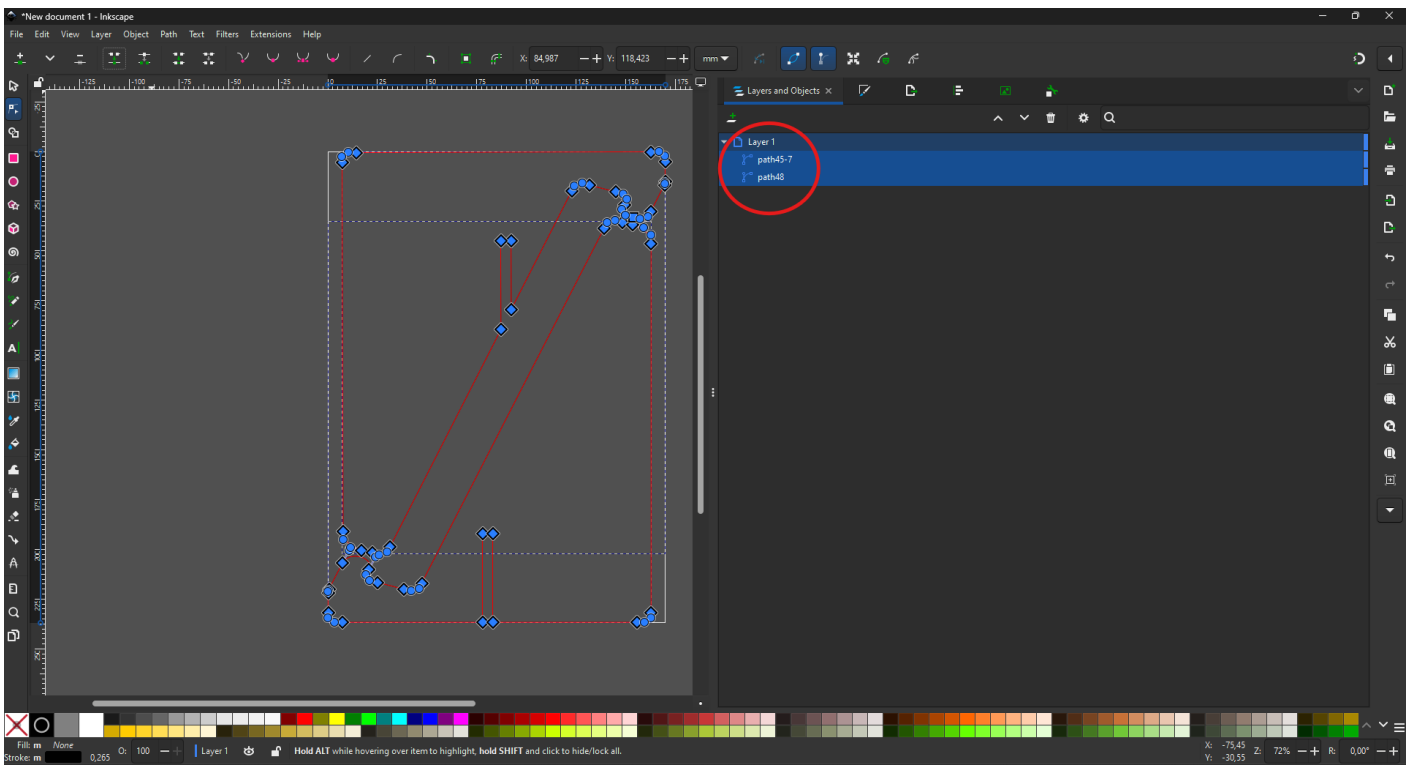 *New document 1 - Inkscape
File Edit View Layer Object Path Text Filters Extensions Help
X: 84,987 Y: 118,423 mm
Layers and Objects
Layer 1
path45-7
path48
Fill: m None
Stroke: m 0,265
O: 100
Layer 1
Hold ALT while hovering over item to highlight, hold SHIFT and click to hide/lock all.
X: -75,45
Y: -30,55
Z: 72%
R: 0,00°